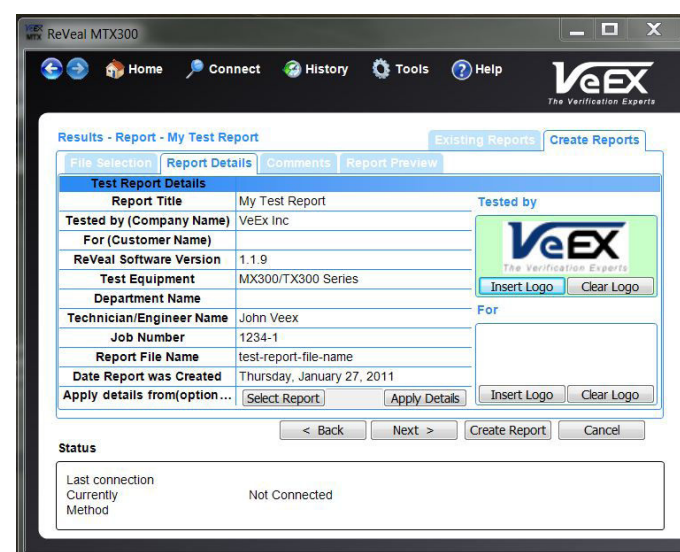 VEEX MTX ReVeal MTX300
Home Connect History Tools ? Help
VeEX
The Verification Experts
Results - Report - My Test Report Existing Reports Create Reports
File Selection Report Details Comments Report Preview
Test Report Details
Report Title My Test Report
Tested by (Company Name) VeEx Inc
For (Customer Name)
ReVeal Software Version 1.1.9
Test Equipment MX300/TX300 Series
Department Name
Technician/Engineer Name John Veex
Job Number 1234-1
Report File Name test-report-file-name
Date Report was Created Thursday, January 27, 2011
Apply details from(option... Select Report Apply Details
Tested by
VeEX
The Verification Experts
Insert Logo Clear Logo
For
Insert Logo Clear Logo
< Back Next > Create Report Cancel
Status
Last connection
Currently Not Connected
Method